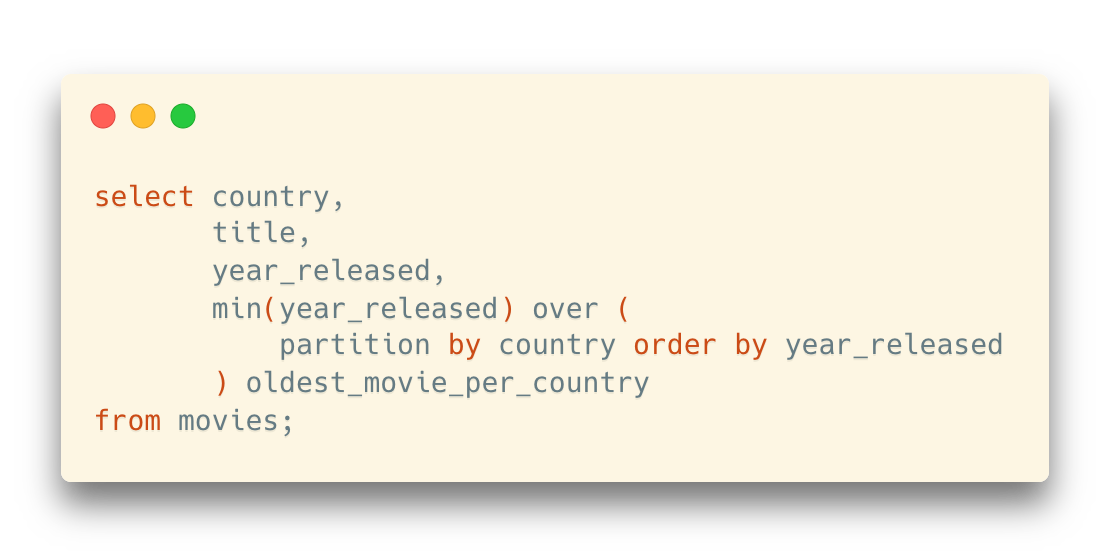 select country,
       title,
       year_released,
       min(year_released) over (
           partition by country order by year_released
       ) oldest_movie_per_country
from movies;